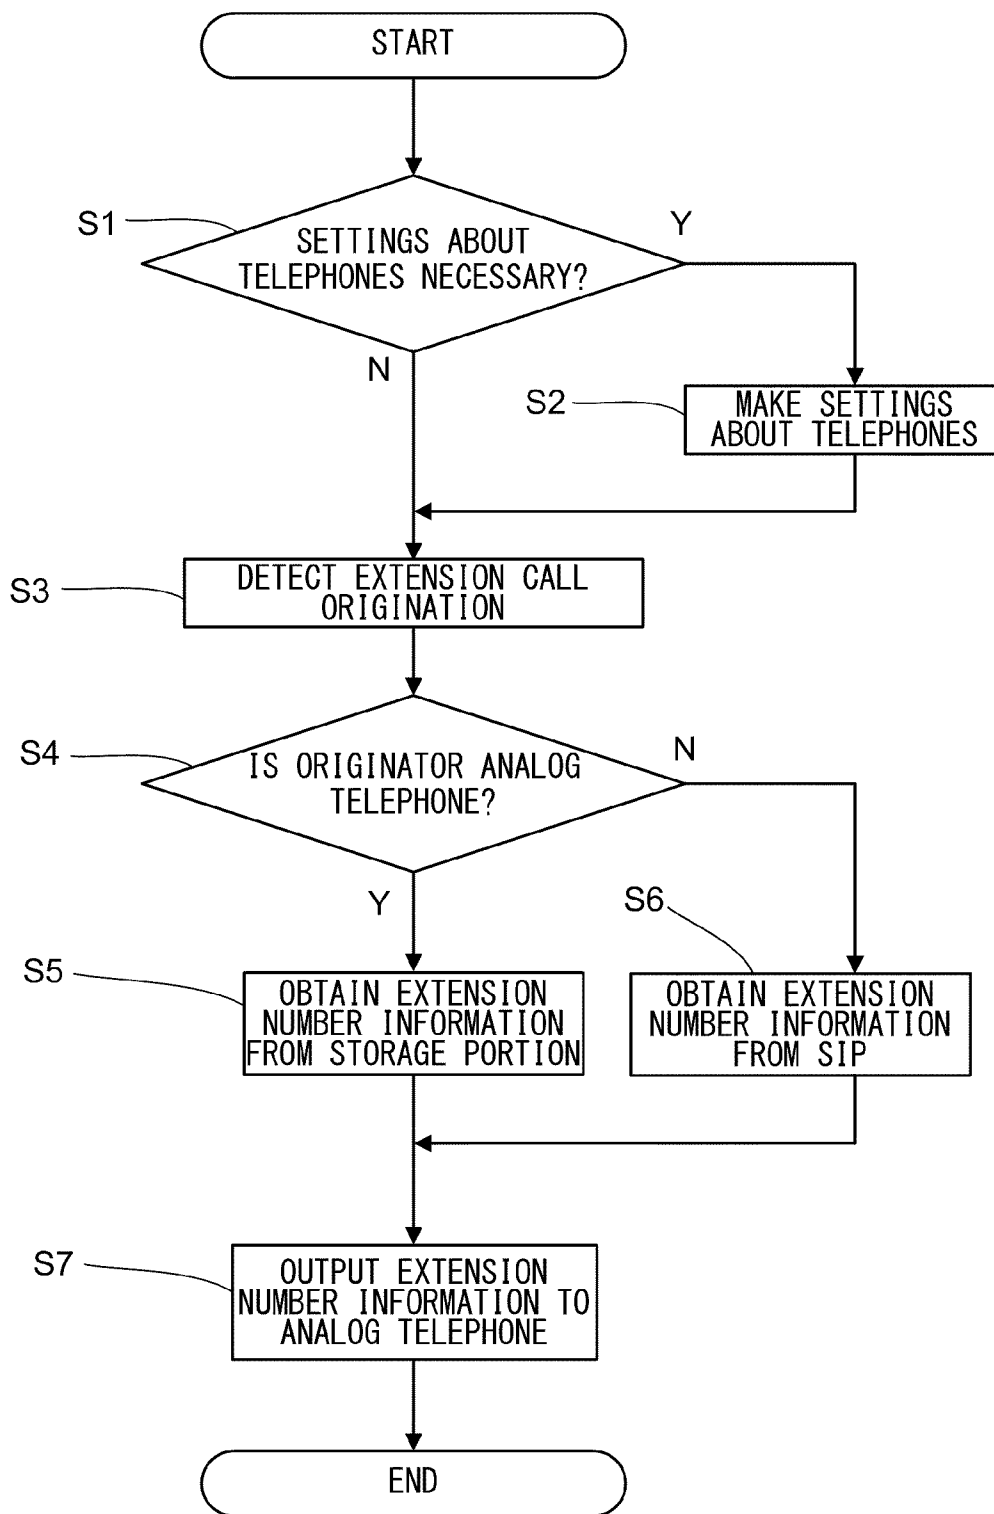 START
S1
SETTINGS ABOUT
TELEPHONES NECESSARY?
Y
N
S2
MAKE SETTINGS
ABOUT TELEPHONES
S3
DETECT EXTENSION CALL
ORIGINATION
S4
IS ORIGINATOR ANALOG
TELEPHONE?
N
Y
S5
OBTAIN EXTENSION
NUMBER INFORMATION
FROM STORAGE PORTION
S6
OBTAIN EXTENSION
NUMBER INFORMATION
FROM SIP
S7
OUTPUT EXTENSION
NUMBER INFORMATION TO
ANALOG TELEPHONE
END